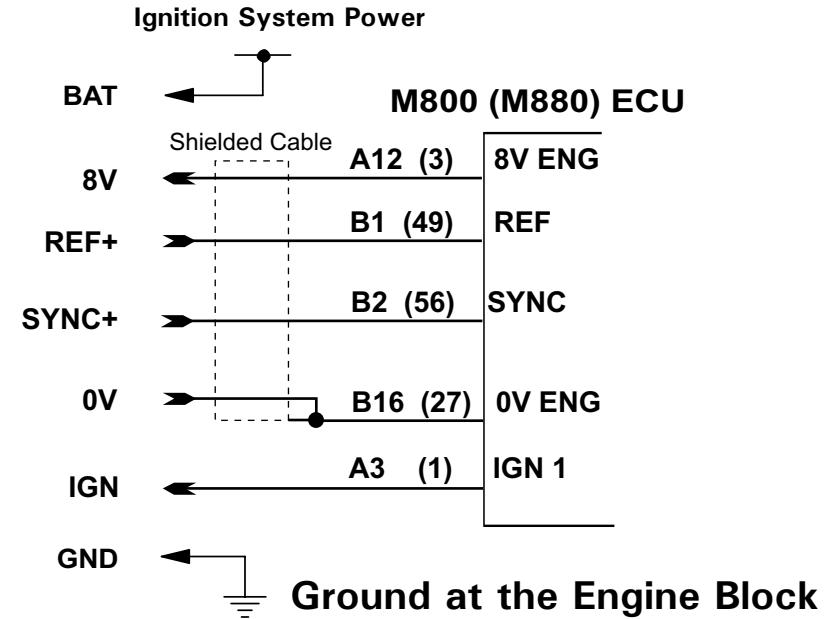 Ignition System Power
BAT
M800 (M880) ECU
Shielded Cable
8V A12 (3) 8V ENG
REF+ B1 (49) REF
SYNC+ B2 (56) SYNC
0V B16 (27) 0V ENG
IGN A3 (1) IGN 1
GND
Ground at the Engine Block